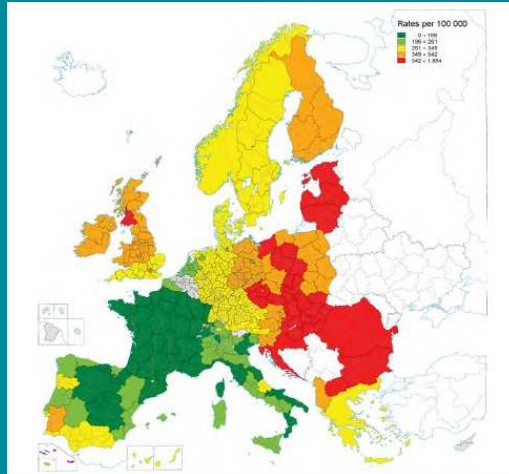 Rates per 100 000
0 < 196
196 < 261
261 < 349
349 < 542
542 < 1.884